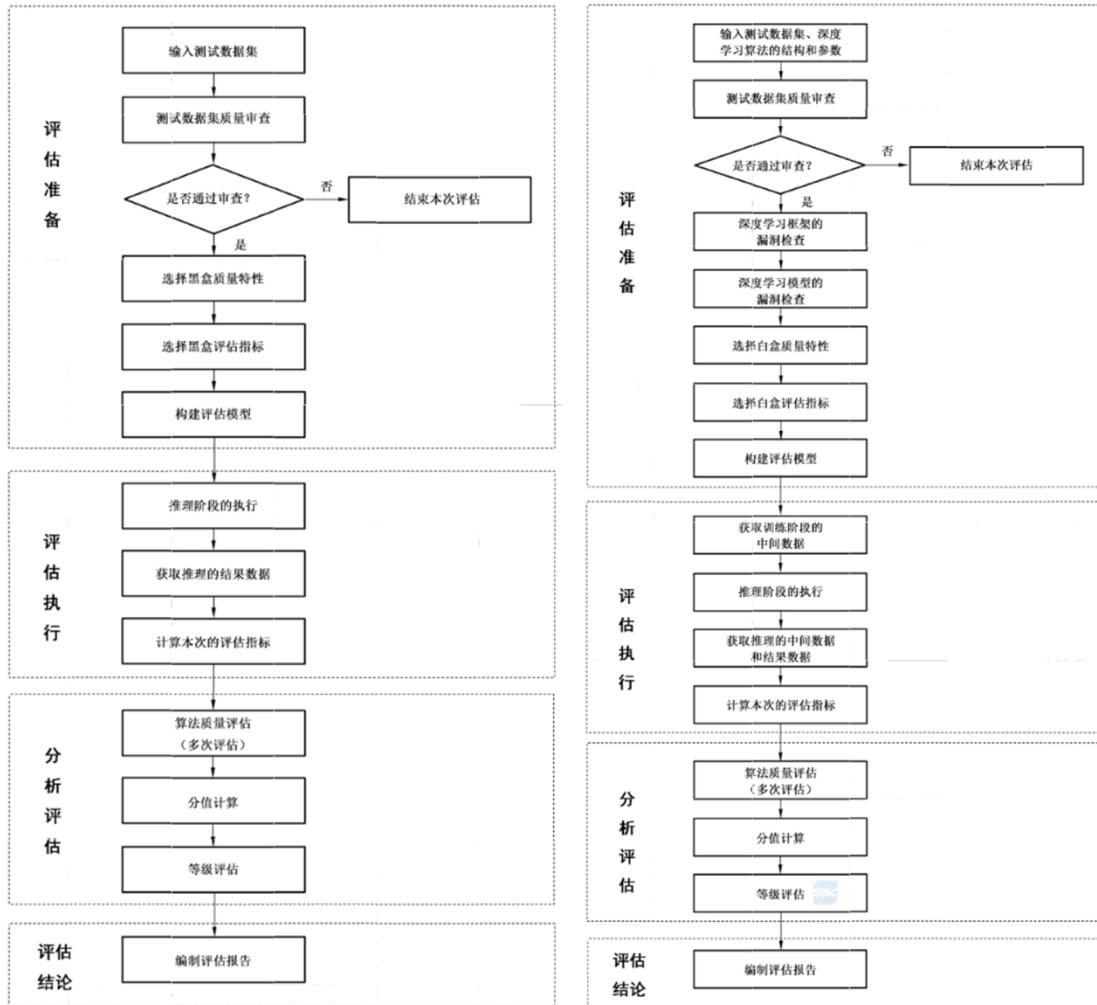 输入测试数据集
测试数据集质量审查
是否通过审查?
否
结束本次评估
是
选择黑盒质量特性
选择黑盒评估指标
构建评估模型
评
估
准
备
推理阶段的执行
获取推理的结果数据
计算本次的评估指标
评
估
执
行
算法质量评估
(多次评估)
分值计算
等级评估
分
析
评
估
编制评估报告
评估
结论
输入测试数据集、深度
学习算法的结构和参数
测试数据集质量审查
是否通过审查?
否
结束本次评估
是
深度学习框架的
漏洞检查
深度学习模型的
漏洞检查
选择白盒质量特性
选择白盒评估指标
构建评估模型
评
估
准
备
获取训练阶段的
中间数据
推理阶段的执行
获取推理的中间数据
和结果数据
计算本次的评估指标
评
估
执
行
算法质量评估
(多次评估)
分值计算
等级评估
分
析
评
估
编制评估报告
评估
结论